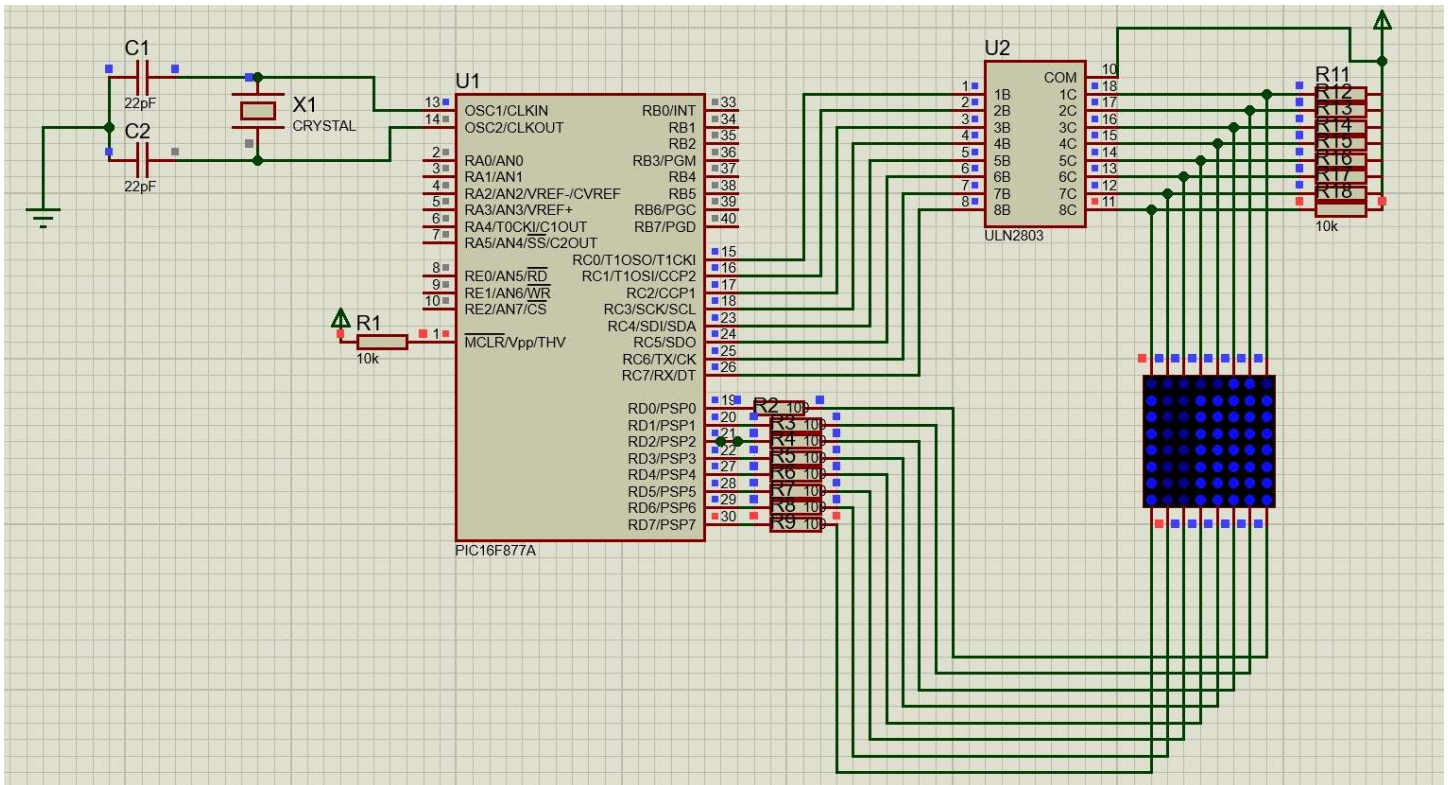 C1
22pF
X1
CRYSTAL
C2
22pF
R1
10k
U1
13 OSC1/CLKIN
14 OSC2/CLKOUT
2 RA0/AN0
3 RA1/AN1
4 RA2/AN2/VREF-/CVREF
5 RA3/AN3/VREF+
6 RA4/T0CKI/C1OUT
7 RA5/AN4/SS/C2OUT
8 RE0/AN5/RD
9 RE1/AN6/WR
10 RE2/AN7/CS
1 MCLR/Vpp/THV
RB0/INT 33
RB1 34
RB2 35
RB3/PGM 36
RB4 37
RB5 38
RB6/PGC 39
RB7/PGD 40
RC0/T1OSO/T1CKI 15
RC1/T1OSI/CCP2 16
RC2/CCP1 17
RC3/SCK/SCL 18
RC4/SDI/SDA 23
RC5/SDO 24
RC6/TX/CK 25
RC7/RX/DT 26
RD0/PSP0 19
RD1/PSP1 20
RD2/PSP2 21
RD3/PSP3 22
RD4/PSP4 27
RD5/PSP5 28
RD6/PSP6 29
RD7/PSP7 30
PIC16F877A
R2 100
R3 100
R4 100
R5 100
R6 100
R7 100
R8 100
R9 100
U2
COM 10
1 1B 1C 18
2 2B 2C 17
3 3B 3C 16
4 4B 4C 15
5 5B 5C 14
6 6B 6C 13
7 7B 7C 12
8 8B 8C 11
ULN2803
R11
R12
R13
R14
R15
R16
R17
R18
10k